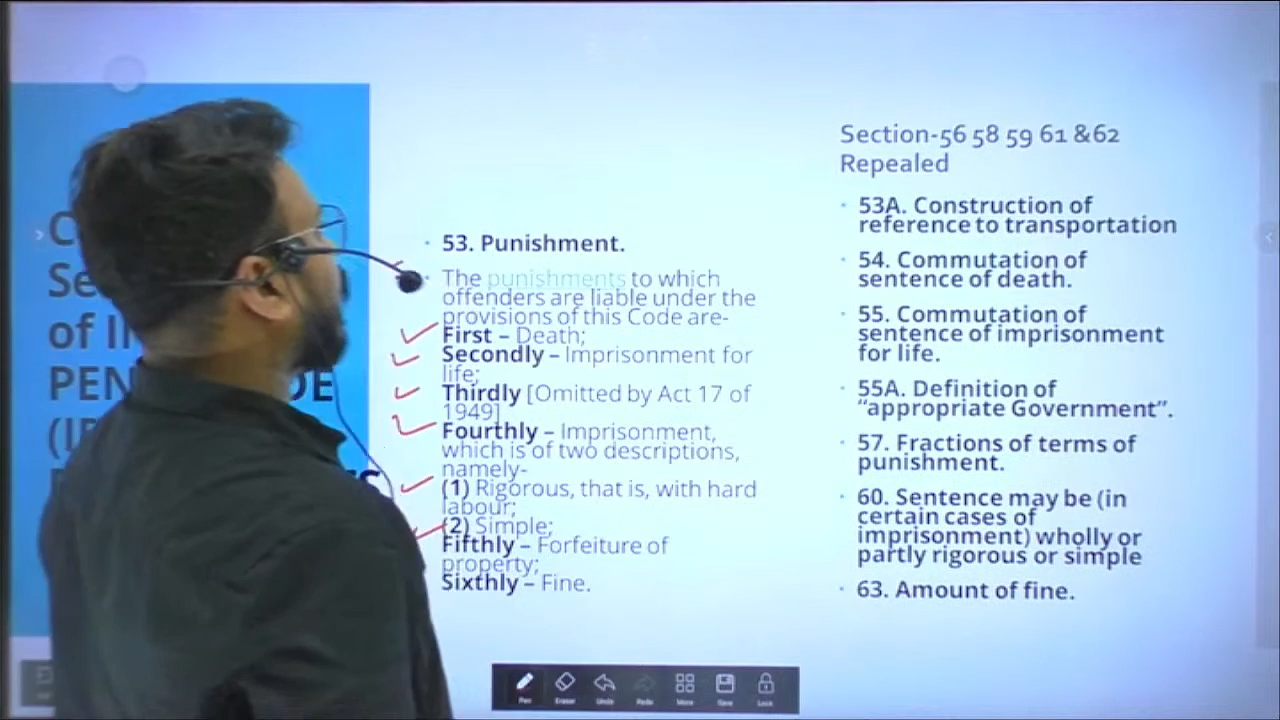 of
PEN DE
53. Punishment.
The punishments to which
offenders are liable under the
provisions of this Code are-
First – Death;
Secondly – Imprisonment for
life;
Thirdly [Omitted by Act 17 of
1949]
Fourthly – Imprisonment,
which is of two descriptions,
namely-
(1) Rigorous, that is, with hard
labour;
(2) Simple;
Fifthly – Forfeiture of
property;
Sixthly – Fine.
Section-56 58 59 61 &62
Repealed
53A. Construction of
reference to transportation
54. Commutation of
sentence of death.
55. Commutation of
sentence of imprisonment
for life.
55A. Definition of
“appropriate Government”.
57. Fractions of terms of
punishment.
60. Sentence may be (in
certain cases of
imprisonment) wholly or
partly rigorous or simple
63. Amount of fine.
Pen Eraser Undo Redo More Save Lock